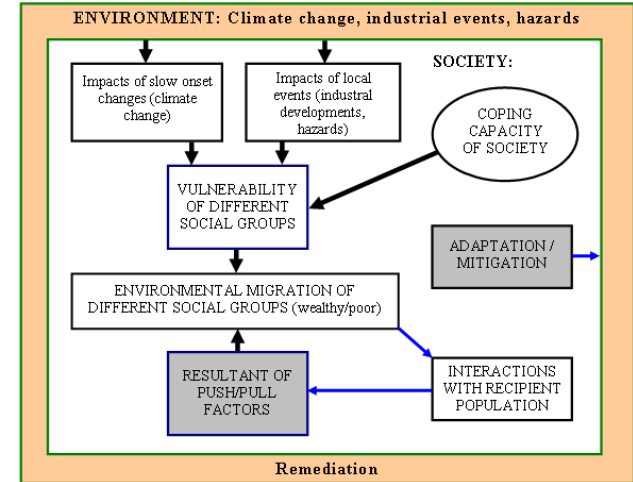 ENVIRONMENT: Climate change, industrial events, hazards
Impacts of slow onset
changes (climate
change)
Impacts of local
events (industral
developments,
hazards)
SOCIETY:
COPING
CAPACITY
OF SOCIETY
VULNERABILITY
OF DIFFERENT
SOCIAL GROUPS
ADAPTATION /
MITIGATION
ENVIRONMENTAL MIGRATION OF
DIFFERENT SOCIAL GROUPS (wealthy/poor)
RESULTANT OF
PUSH/PULL
FACTORS
INTERACTIONS
WITH RECIPIENT
POPULATION
Remediation